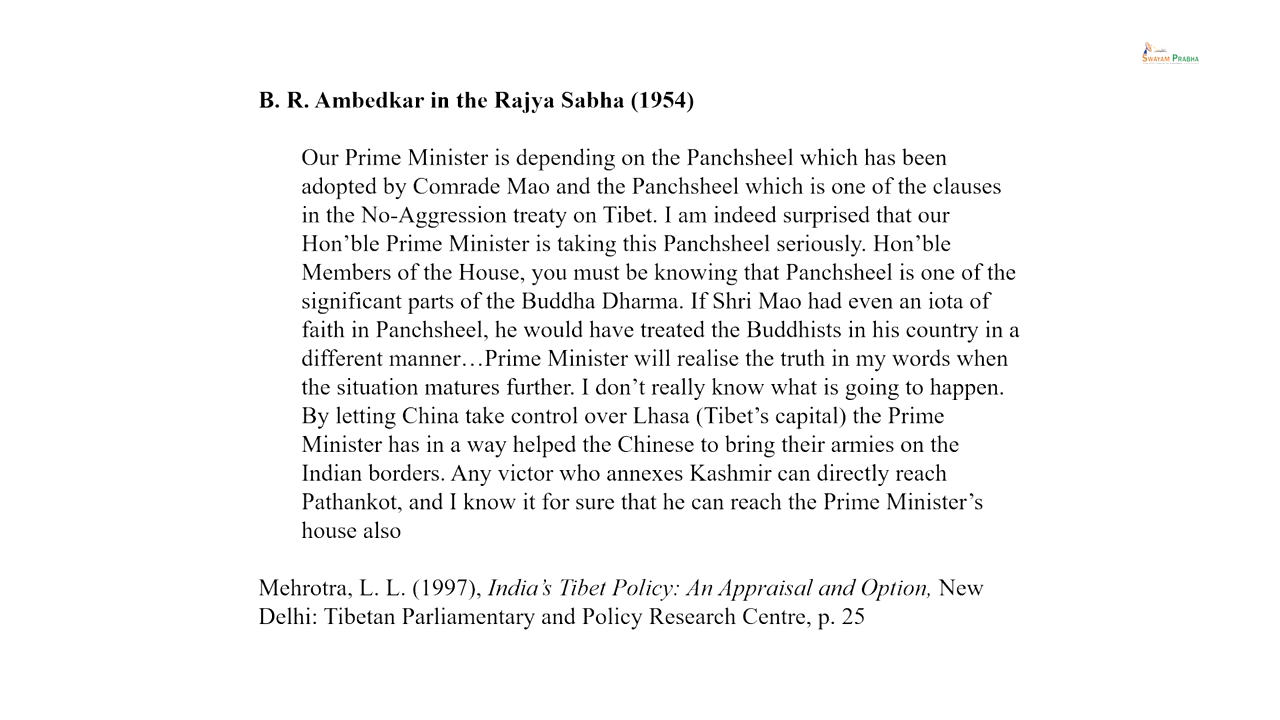 SWAYAM PRABHA
B. R. Ambedkar in the Rajya Sabha (1954)
Our Prime Minister is depending on the Panchsheel which has been
adopted by Comrade Mao and the Panchsheel which is one of the clauses
in the No-Aggression treaty on Tibet. I am indeed surprised that our
Hon’ble Prime Minister is taking this Panchsheel seriously. Hon’ble
Members of the House, you must be knowing that Panchsheel is one of the
significant parts of the Buddha Dharma. If Shri Mao had even an iota of
faith in Panchsheel, he would have treated the Buddhists in his country in a
different manner…Prime Minister will realise the truth in my words when
the situation matures further. I don’t really know what is going to happen.
By letting China take control over Lhasa (Tibet’s capital) the Prime
Minister has in a way helped the Chinese to bring their armies on the
Indian borders. Any victor who annexes Kashmir can directly reach
Pathankot, and I know it for sure that he can reach the Prime Minister’s
house also
Mehrotra, L. L. (1997), India’s Tibet Policy: An Appraisal and Option, New
Delhi: Tibetan Parliamentary and Policy Research Centre, p. 25